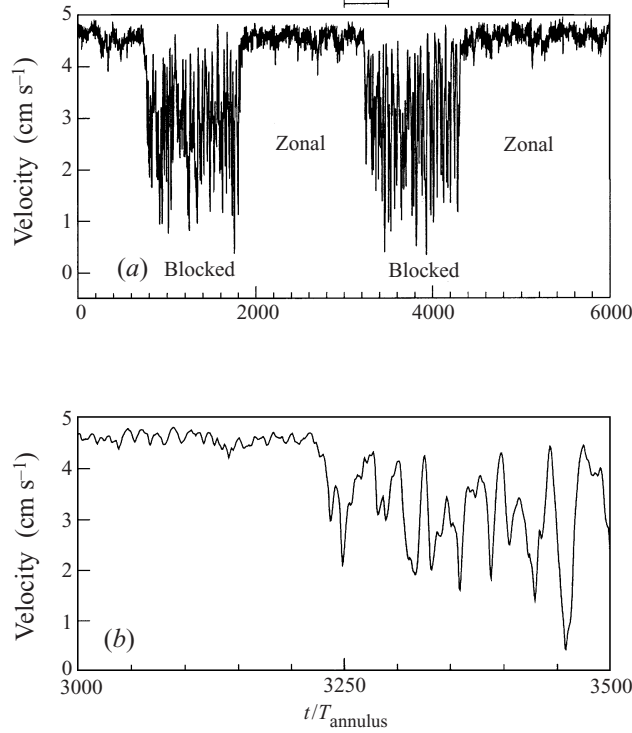 5
4
3
2
1
0
Velocity (cm s⁻¹)
Zonal
Zonal
(a)
Blocked
Blocked
0
2000
4000
6000
5
4
3
2
1
0
Velocity (cm s⁻¹)
(b)
3000
3250
3500
t/T_annulus